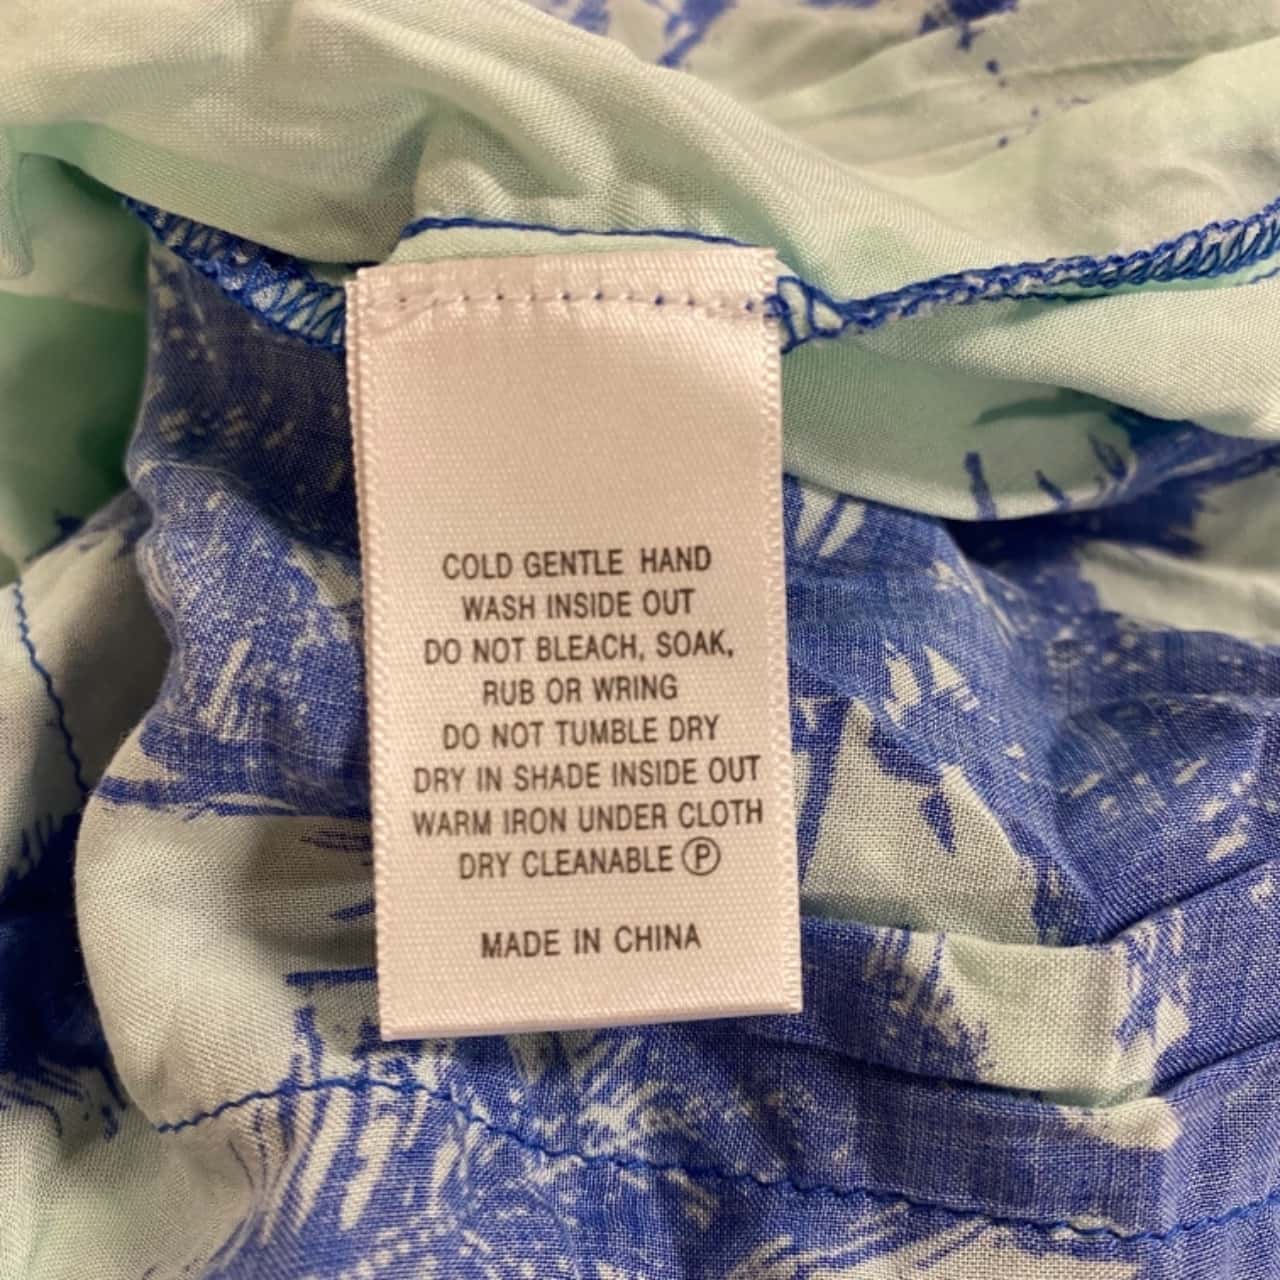 COLD GENTLE HAND
WASH INSIDE OUT
DO NOT BLEACH, SOAK,
RUB OR WRING
DO NOT TUMBLE DRY
DRY IN SHADE INSIDE OUT
WARM IRON UNDER CLOTH
DRY CLEANABLE Ⓟ
MADE IN CHINA